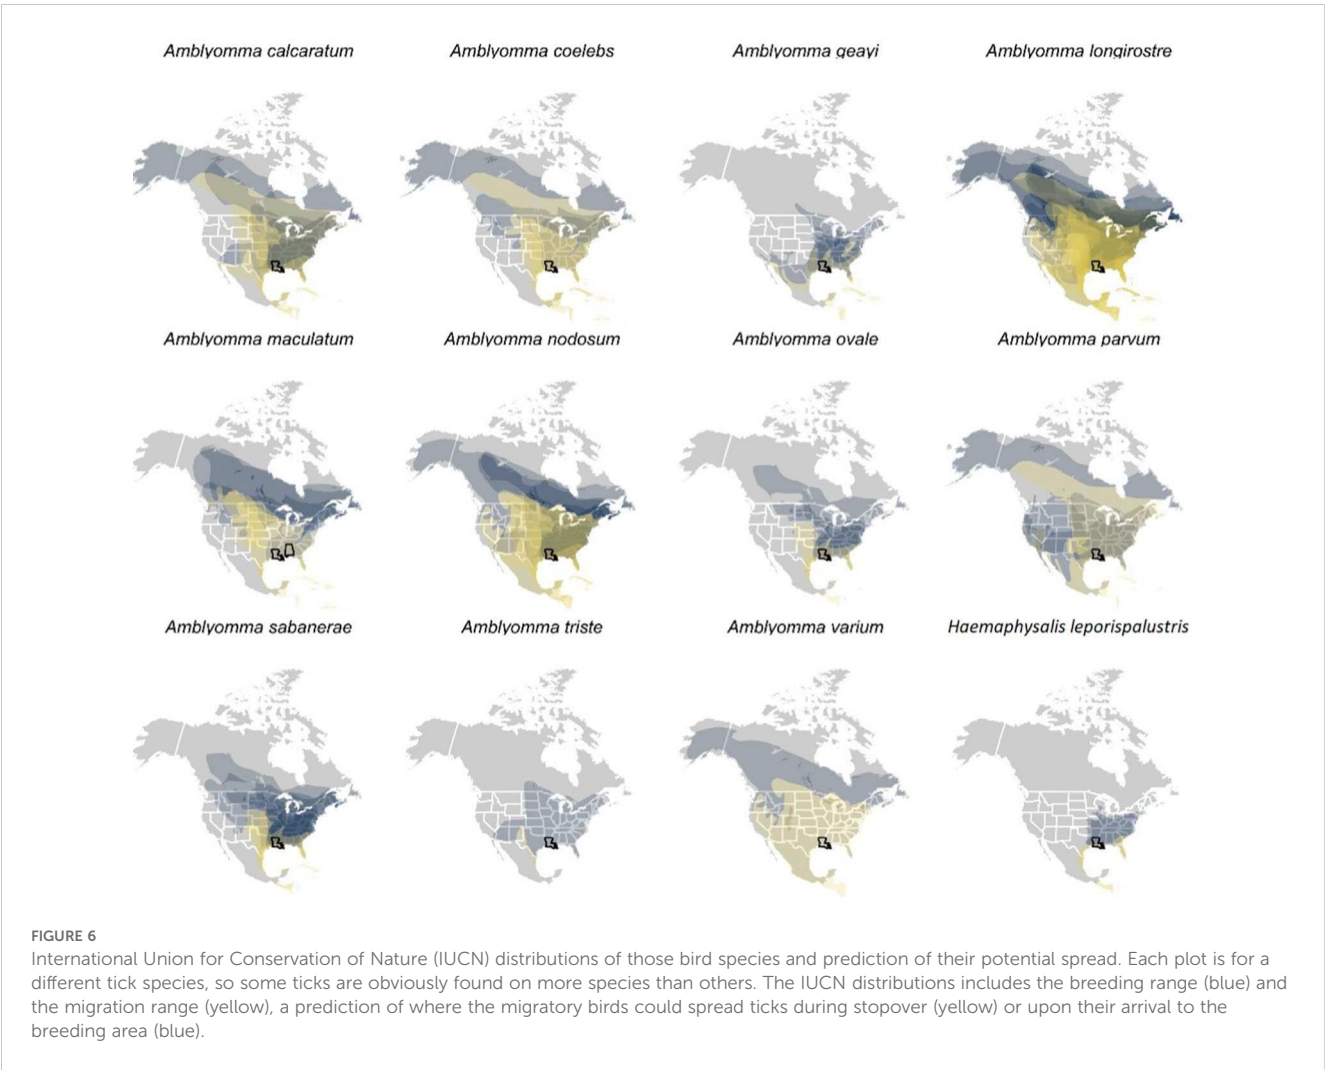 Amblyomma calcaratum
Amblyomma coelebs
Amblyomma geayi
Amblyomma longirostre
Amblyomma maculatum
Amblyomma nodosum
Amblyomma ovale
Amblyomma parvum
Amblyomma sabanerae
Amblyomma triste
Amblyomma varium
Haemaphysalis leporispalustris
FIGURE 6
International Union for Conservation of Nature (IUCN) distributions of those bird species and prediction of their potential spread. Each plot is for a
different tick species, so some ticks are obviously found on more species than others. The IUCN distributions includes the breeding range (blue) and
the migration range (yellow), a prediction of where the migratory birds could spread ticks during stopover (yellow) or upon their arrival to the
breeding area (blue).